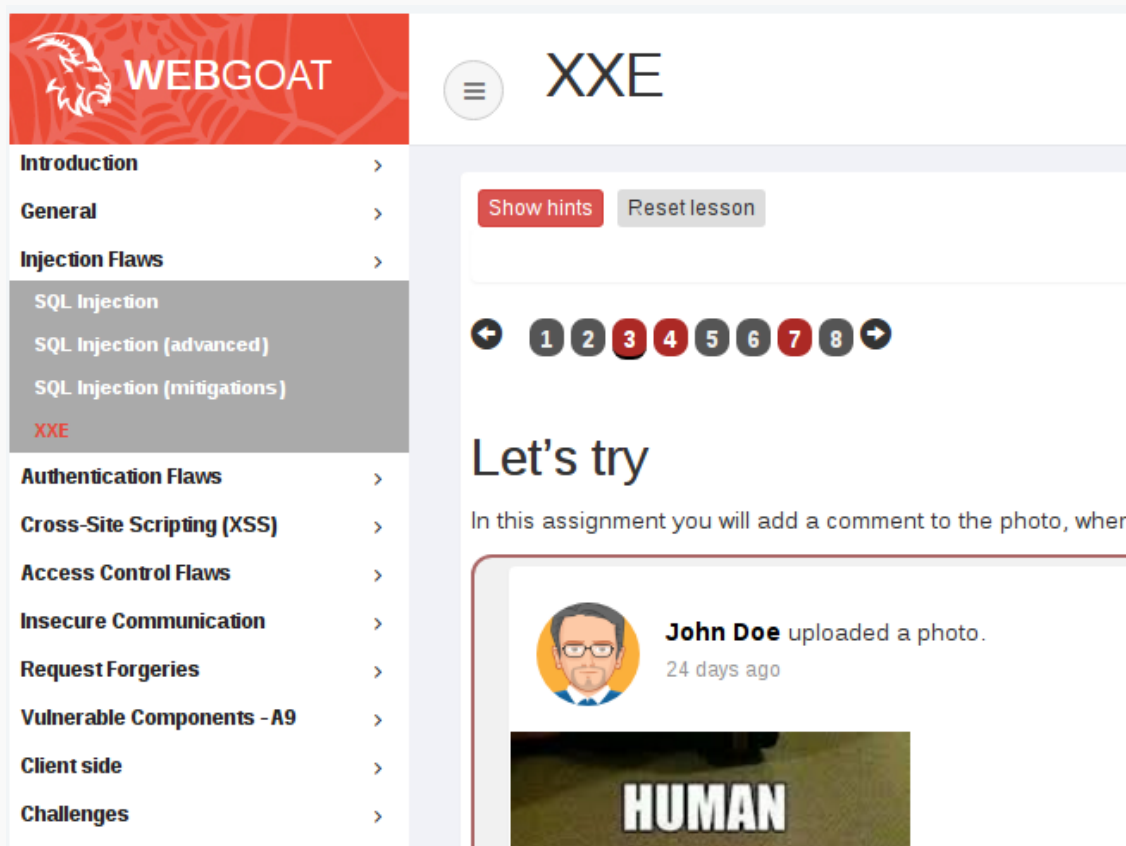 WEBGOAT
XXE
Introduction
General
Injection Flaws
SQL Injection
SQL Injection (advanced)
SQL Injection (mitigations)
XXE
Authentication Flaws
Cross-Site Scripting (XSS)
Access Control Flaws
Insecure Communication
Request Forgeries
Vulnerable Components - A9
Client side
Challenges
Show hints Reset lesson
1 2 3 4 5 6 7 8
Let's try
In this assignment you will add a comment to the photo, wher
John Doe uploaded a photo.
24 days ago
HUMAN